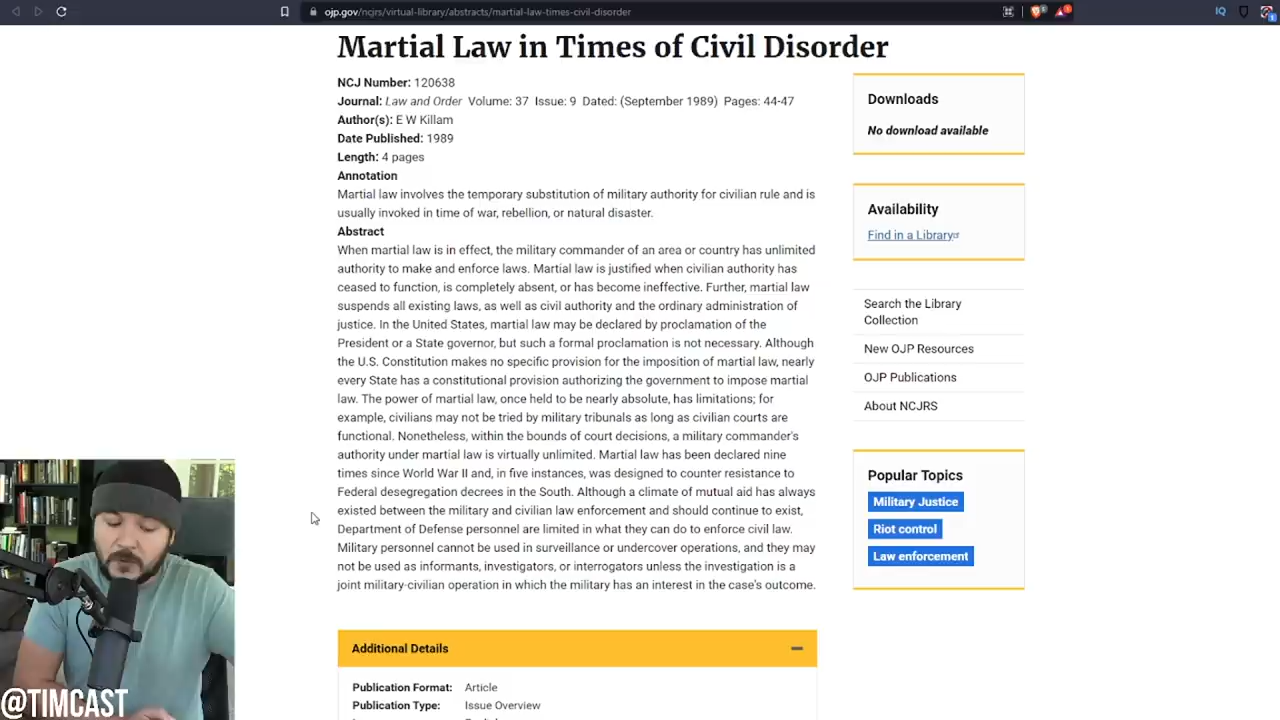 ojp.gov/ncjrs/virtual-library/abstracts/martial-law-times-civil-disorder
IQ
Martial Law in Times of Civil Disorder
NCJ Number: 120638
Journal: Law and Order Volume: 37 Issue: 9 Dated: (September 1989) Pages: 44-47
Author(s): E W Killam
Date Published: 1989
Length: 4 pages
Annotation
Martial law involves the temporary substitution of military authority for civilian rule and is
usually invoked in time of war, rebellion, or natural disaster.
Abstract
When martial law is in effect, the military commander of an area or country has unlimited
authority to make and enforce laws. Martial law is justified when civilian authority has
ceased to function, is completely absent, or has become ineffective. Further, martial law
suspends all existing laws, as well as civil authority and the ordinary administration of
justice. In the United States, martial law may be declared by proclamation of the
President or a State governor, but such a formal proclamation is not necessary. Although
the U.S. Constitution makes no specific provision for the imposition of martial law, nearly
every State has a constitutional provision authorizing the government to impose martial
law. The power of martial law, once held to be nearly absolute, has limitations; for
example, civilians may not be tried by military tribunals as long as civilian courts are
functional. Nonetheless, within the bounds of court decisions, a military commander's
authority under martial law is virtually unlimited. Martial law has been declared nine
times since World War II and, in five instances, was designed to counter resistance to
Federal desegregation decrees in the South. Although a climate of mutual aid has always
existed between the military and civilian law enforcement and should continue to exist,
Department of Defense personnel are limited in what they can do to enforce civil law.
Military personnel cannot be used in surveillance or undercover operations, and they may
not be used as informants, investigators, or interrogators unless the investigation is a
joint military-civilian operation in which the military has an interest in the case's outcome.
Additional Details
Publication Format: Article
Publication Type: Issue Overview
Downloads
No download available
Availability
Find in a Library
Search the Library
Collection
New OJP Resources
OJP Publications
About NCJRS
Popular Topics
Military Justice
Riot control
Law enforcement
@TIMCAST